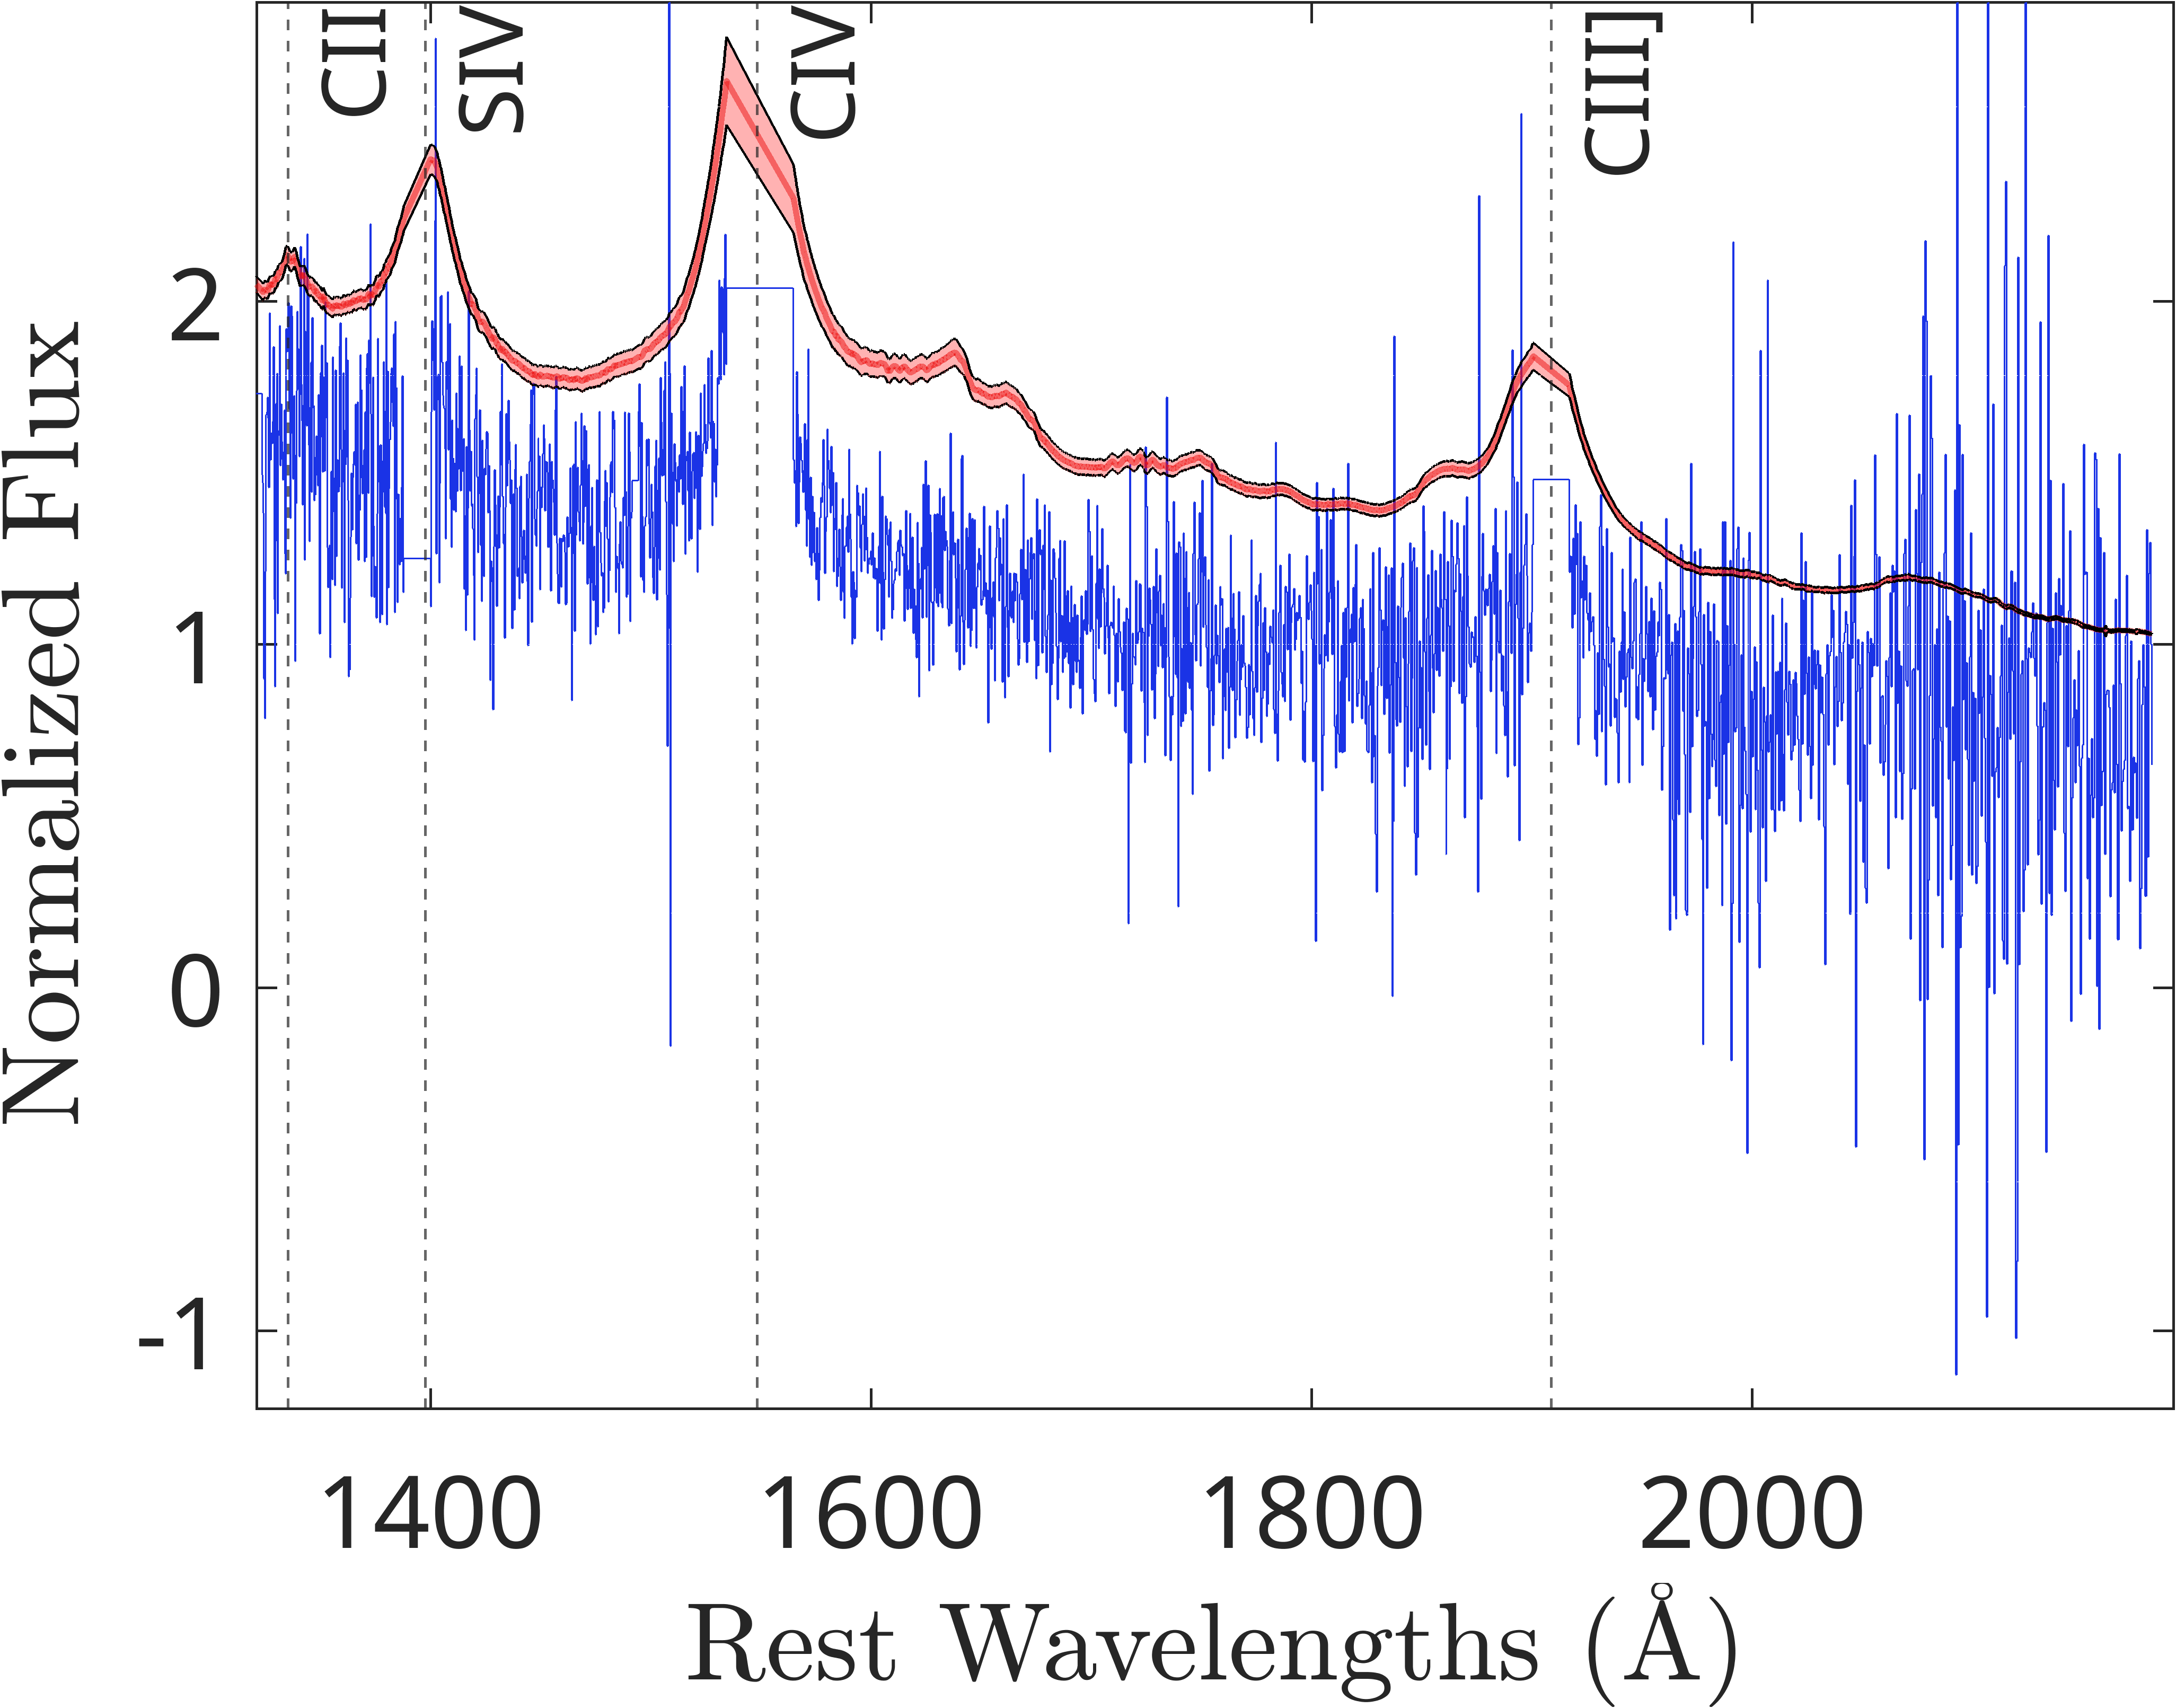 CII
SIV
CIV
CIII]
Normalized Flux
2
1
0
-1
1400
1600
1800
2000
Rest Wavelengths (Å)